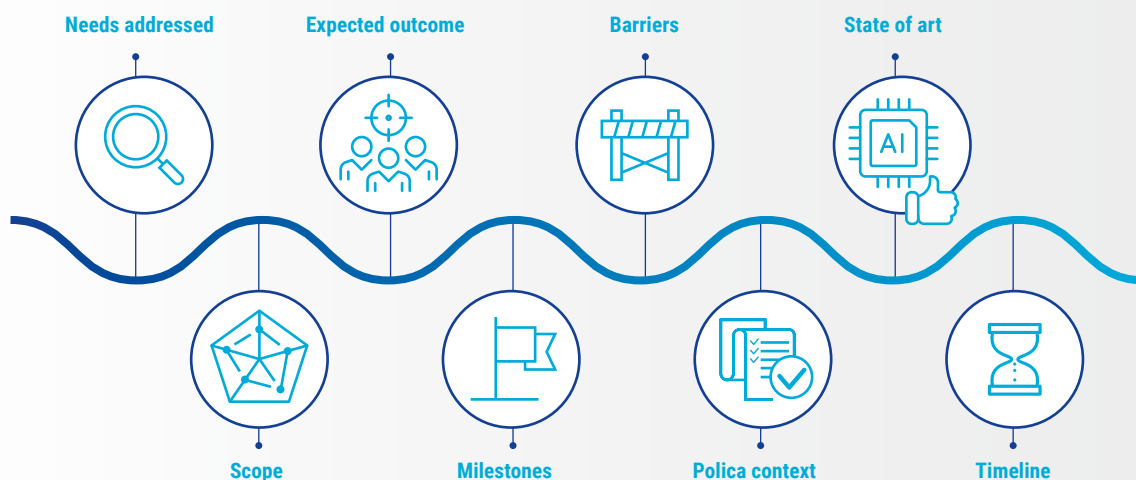 Needs addressed
Expected outcome
Barriers
State of art
AI
Scope
Milestones
Polica context
Timeline